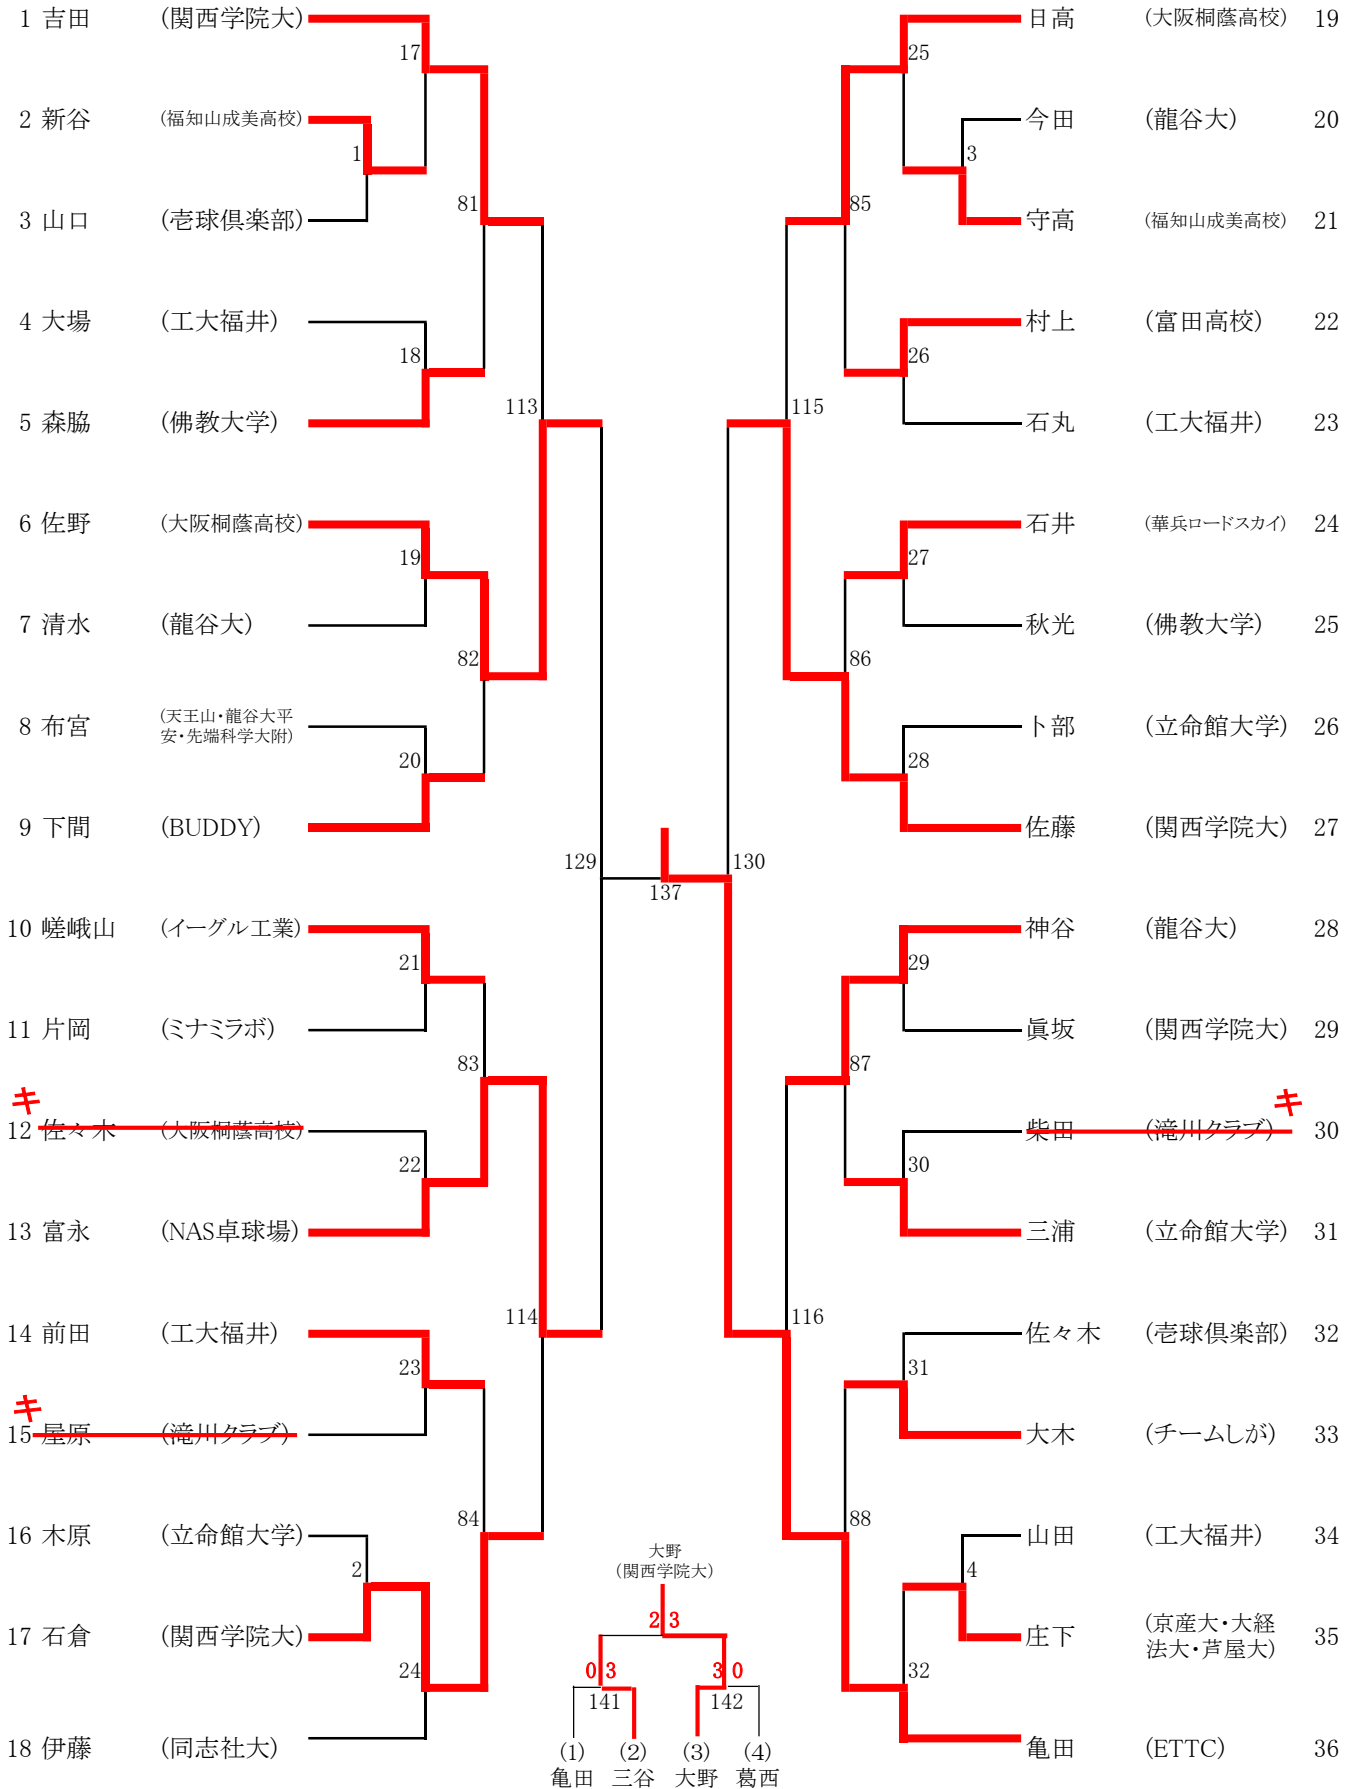 1 吉田 (関西学院大)
17
2 新谷 (福知山成美高校)
1
3 山口 (壱球倶楽部)
81
4 大場 (工大福井)
18
5 森脇 (佛教大学)
113
6 佐野 (大阪桐蔭高校)
19
7 清水 (龍谷大)
82
8 布宮 (天王山・龍谷大平
安・先端科学大附)
20
9 下間 (BUDDY)
129
10 嵯峨山 (イーグル工業)
21
11 片岡 (ミナミラボ)
83
キ
12 佐々木 (大阪桐蔭高校)
22
13 富永 (NAS卓球場)
114
14 前田 (工大福井)
23
キ
15 屋原 (滝川クラブ)
84
16 木原 (立命館大学)
2
17 石倉 (関西学院大)
24
18 伊藤 (同志社大)
137
日高 (大阪桐蔭高校) 19
25
今田 (龍谷大) 20
3
守高 (福知山成美高校) 21
85
村上 (富田高校) 22
26
石丸 (工大福井) 23
115
石井 (華兵ロードスカイ) 24
27
秋光 (佛教大学) 25
86
卜部 (立命館大学) 26
28
佐藤 (関西学院大) 27
130
神谷 (龍谷大) 28
29
眞坂 (関西学院大) 29
87
キ
柴田 (滝川クラブ) 30
30
三浦 (立命館大学) 31
116
佐々木 (壱球倶楽部) 32
31
大木 (チームしが) 33
88
山田 (工大福井) 34
4
庄下 (京産大・大経
法大・芦屋大) 35
32
亀田 (ETTC) 36
大野
(関西学院大)
2 3
0 3 3 0
141 142
(1) (2) (3) (4)
亀田 三谷 大野 葛西